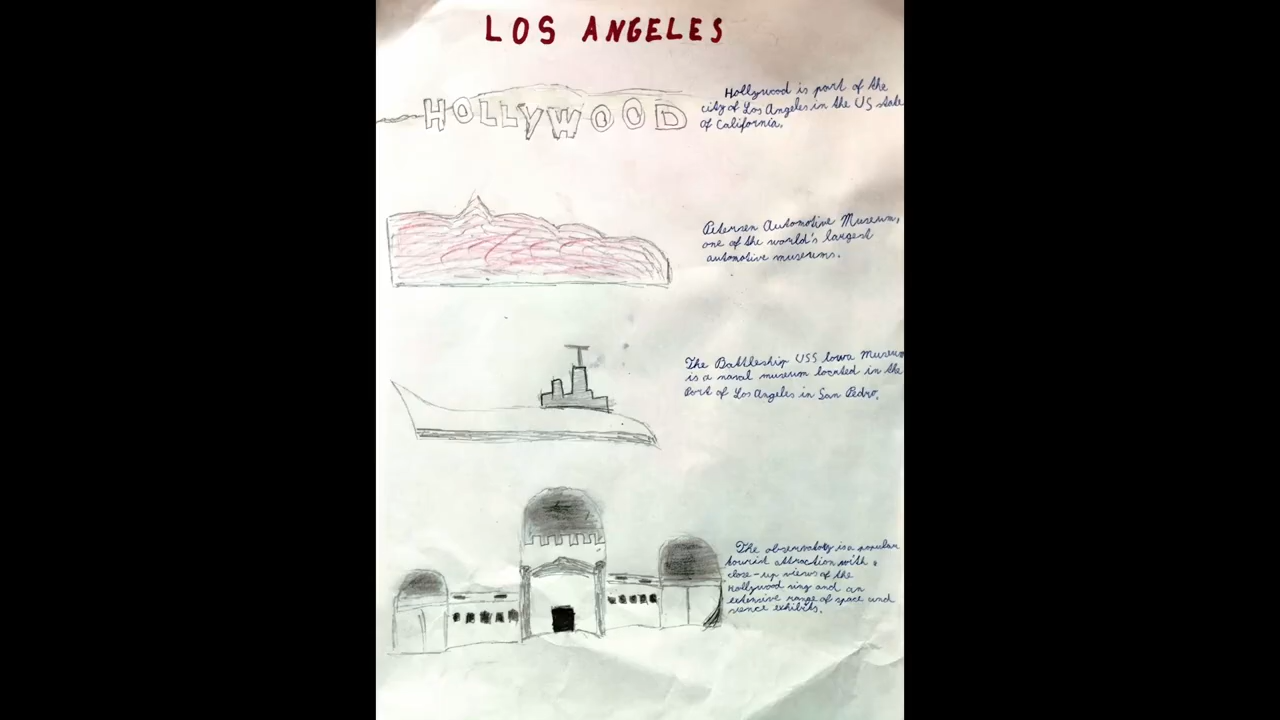 LOS ANGELES
HOLLYWOOD
Hollywood is part of the
city of Los Angeles in the US state
of California.
Petersen Automotive Museum,
one of the world's largest
automotive museums.
The Battleship USS Iowa Museum
is a naval museum located in the
Port of Los Angeles in San Pedro.
The observatoty is a popular
tourist attraction with
close-up views of the
Hollywood and an
extensive range of space and
science exhibits.